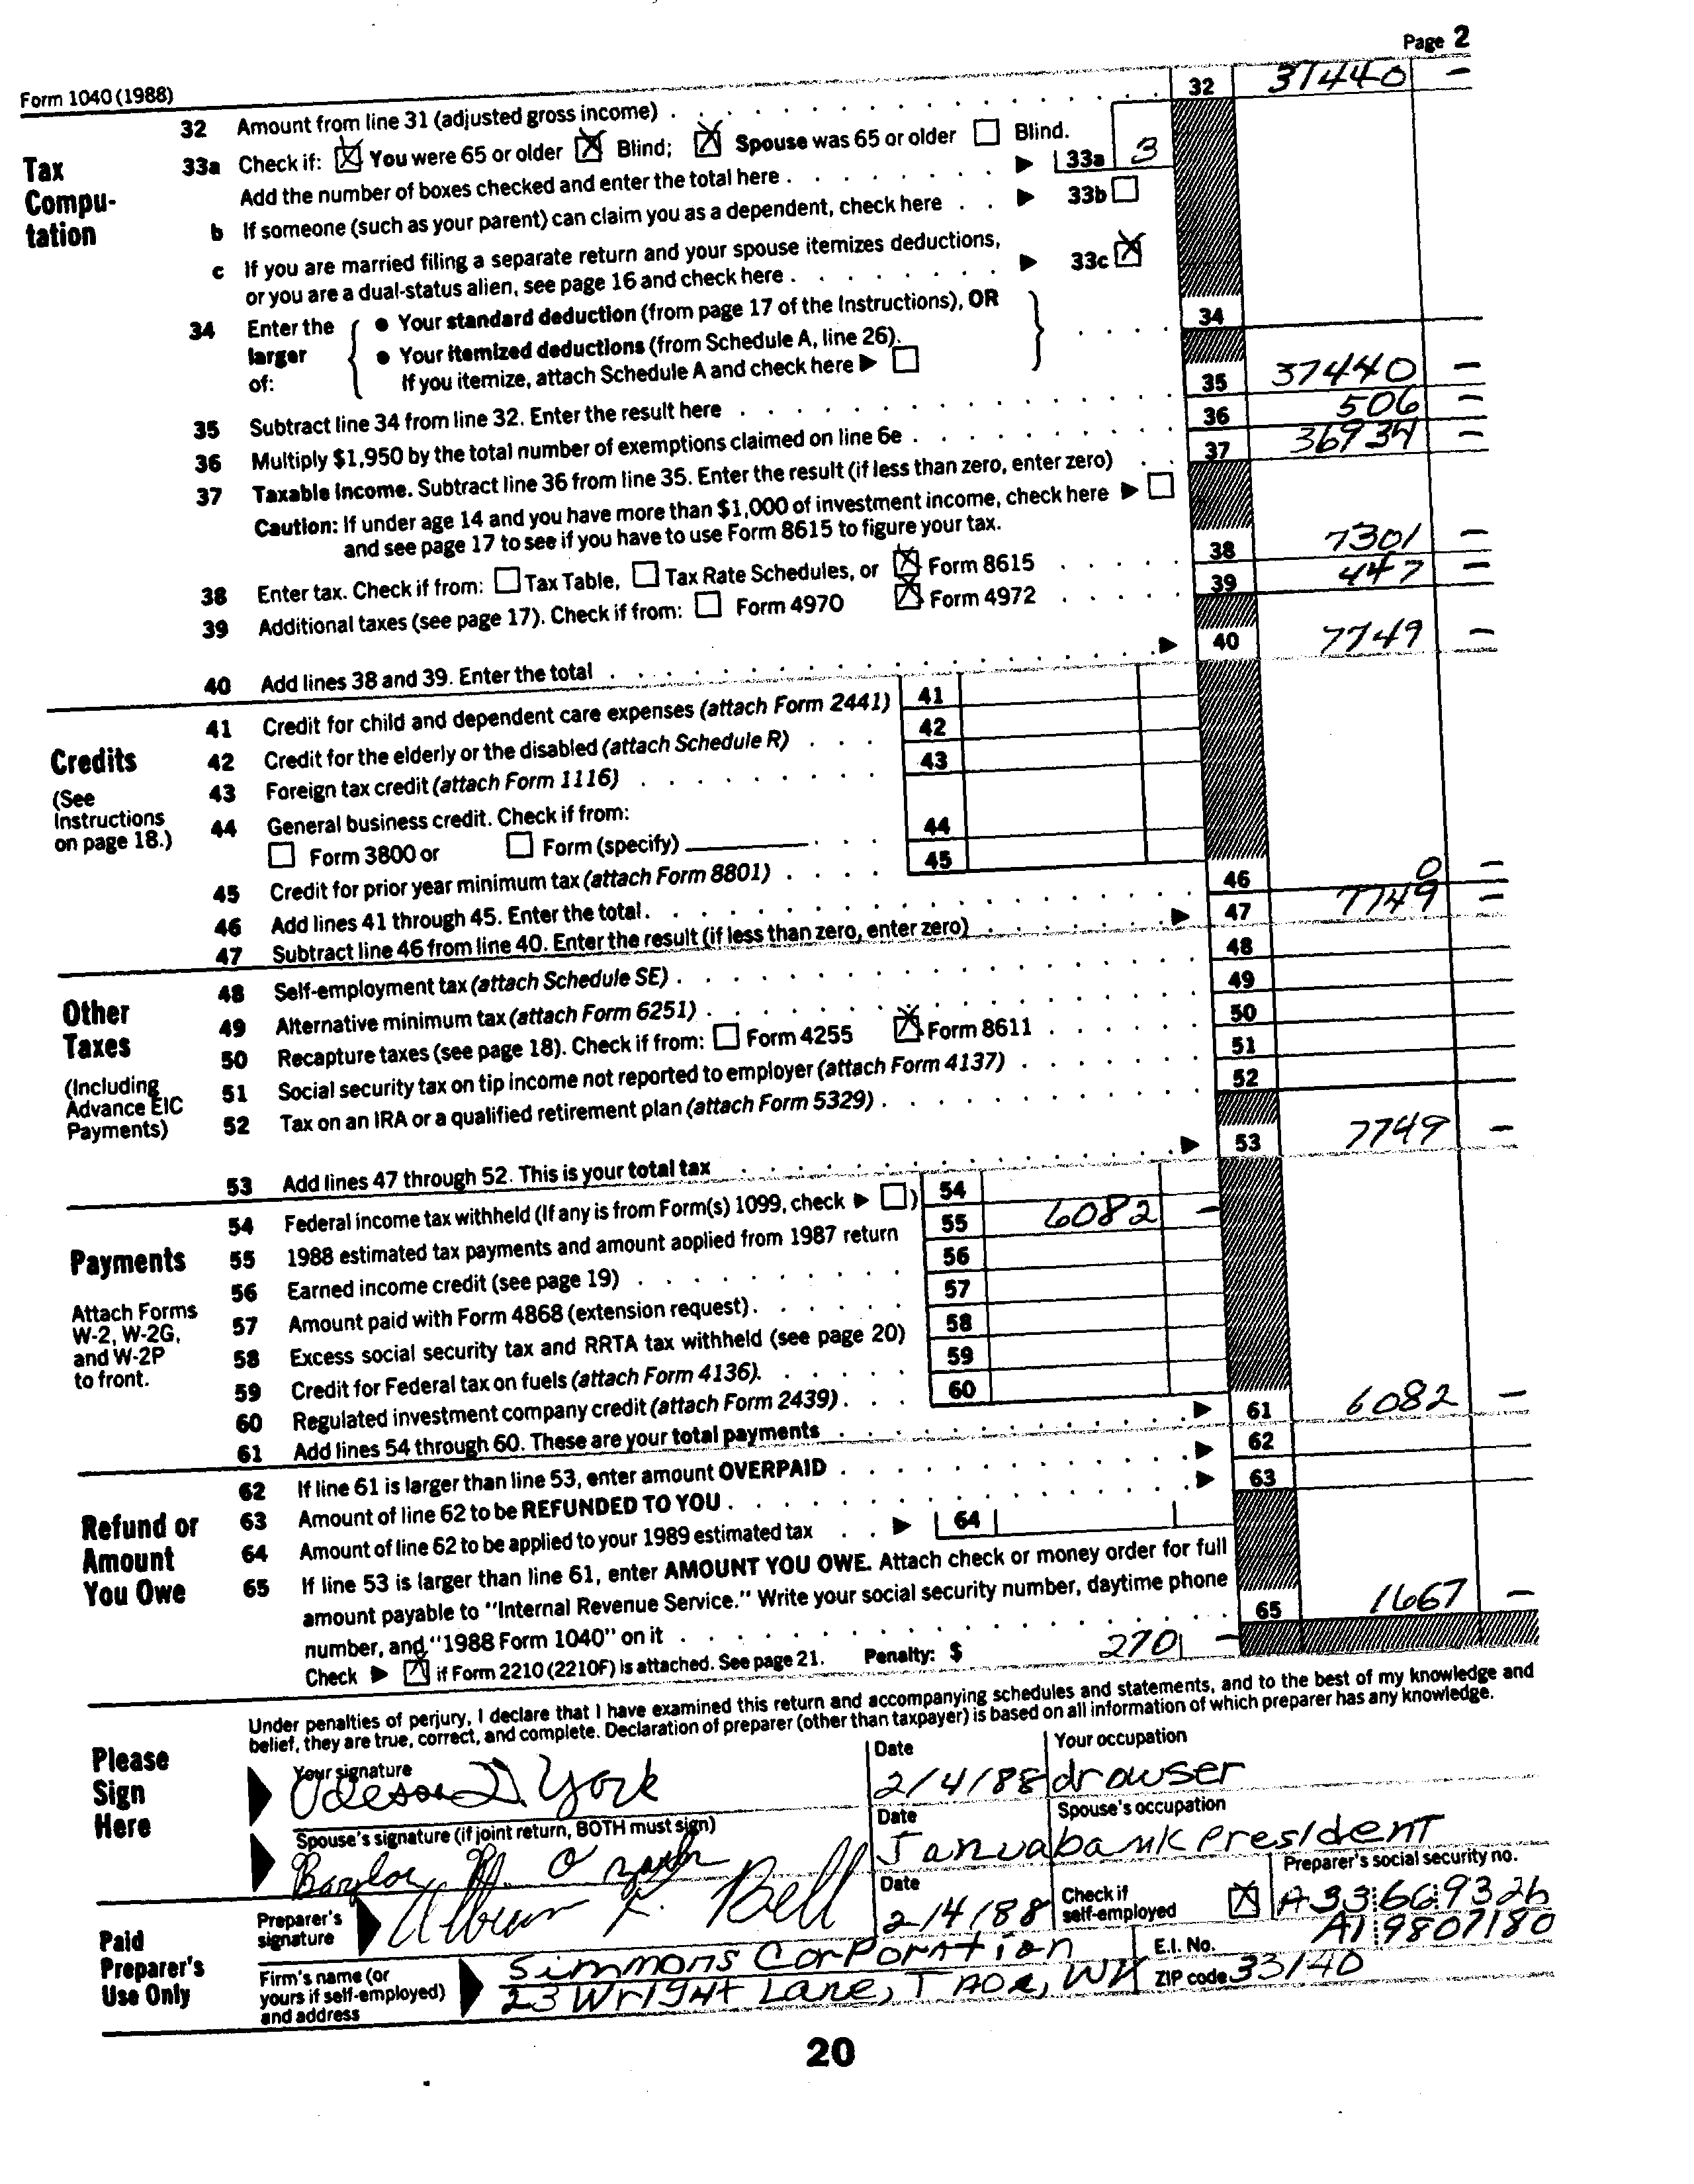 Page 2
Form 1040 (1988)
32 Amount from line 31 (adjusted gross income) . . . 32 37440 –
Tax Computation
33a Check if: ☒ You were 65 or older ☒ Blind; ☒ Spouse was 65 or older ☐ Blind.
Add the number of boxes checked and enter the total here . . . ▶ 33a 3
b If someone (such as your parent) can claim you as a dependent, check here . . ▶ 33b ☐
c If you are married filing a separate return and your spouse itemizes deductions,
or you are a dual-status alien, see page 16 and check here . . . ▶ 33c ☒
34 Enter the larger of: { ● Your standard deduction (from page 17 of the Instructions), OR
● Your itemized deductions (from Schedule A, line 26).
If you itemize, attach Schedule A and check here ▶ ☐ } . . . . 34
35 Subtract line 34 from line 32. Enter the result here . . . 35 37440 –
36 Multiply $1,950 by the total number of exemptions claimed on line 6e . . . 36 506 –
37 Taxable income. Subtract line 36 from line 35. Enter the result (if less than zero, enter zero) . . 37 36934 –
Caution: If under age 14 and you have more than $1,000 of investment income, check here ▶ ☐
and see page 17 to see if you have to use Form 8615 to figure your tax.
38 Enter tax. Check if from: ☐ Tax Table, ☐ Tax Rate Schedules, or ☒ Form 8615 . . . 38 7301 –
39 Additional taxes (see page 17). Check if from: ☐ Form 4970 ☒ Form 4972 . . . 39 447 –
40 Add lines 38 and 39. Enter the total . . . ▶ 40 7749 –
Credits
(See Instructions on page 18.)
41 Credit for child and dependent care expenses (attach Form 2441) 41
42 Credit for the elderly or the disabled (attach Schedule R) . . . 42
43 Foreign tax credit (attach Form 1116) . . . 43
44 General business credit. Check if from:
☐ Form 3800 or ☐ Form (specify) . . . 44
45 Credit for prior year minimum tax (attach Form 8801) . . . . 45
46 Add lines 41 through 45. Enter the total . . . 46 0 –
47 Subtract line 46 from line 40. Enter the result (if less than zero, enter zero) . . . ▶ 47 7749 –
Other Taxes
(Including Advance EIC Payments)
48 Self-employment tax (attach Schedule SE) . . . 48
49 Alternative minimum tax (attach Form 6251) . . . 49
50 Recapture taxes (see page 18). Check if from: ☐ Form 4255 ☒ Form 8611 . . . 50
51 Social security tax on tip income not reported to employer (attach Form 4137) . . . 51
52 Tax on an IRA or a qualified retirement plan (attach Form 5329) . . . 52
53 Add lines 47 through 52. This is your total tax . . . ▶ 53 7749 –
Payments
Attach Forms W-2, W-2G, and W-2P to front.
54 Federal income tax withheld (If any is from Form(s) 1099, check ▶ ☐) 54
55 1988 estimated tax payments and amount applied from 1987 return 55 6082 –
56 Earned income credit (see page 19) . . . 56
57 Amount paid with Form 4868 (extension request) . . . 57
58 Excess social security tax and RRTA tax withheld (see page 20) 58
59 Credit for Federal tax on fuels (attach Form 4136) . . . 59
60 Regulated investment company credit (attach Form 2439) . . . 60
61 Add lines 54 through 60. These are your total payments . . . ▶ 61 6082 –
Refund or Amount You Owe
62 If line 61 is larger than line 53, enter amount OVERPAID . . . ▶ 62
63 Amount of line 62 to be REFUNDED TO YOU . . . ▶ 63
64 Amount of line 62 to be applied to your 1989 estimated tax . . ▶ 64
65 If line 53 is larger than line 61, enter AMOUNT YOU OWE. Attach check or money order for full
amount payable to "Internal Revenue Service." Write your social security number, daytime phone
number, and "1988 Form 1040" on it . . . 65 1667 –
Check ▶ ☒ if Form 2210 (2210F) is attached. See page 21. Penalty: $ 270 –
Under penalties of perjury, I declare that I have examined this return and accompanying schedules and statements, and to the best of my knowledge and
belief, they are true, correct, and complete. Declaration of preparer (other than taxpayer) is based on all information of which preparer has any knowledge.
Please Sign Here
Your signature D. York
Date 2/4/88
Your occupation drowser
Spouse's signature (if joint return, BOTH must sign)
Date
Spouse's occupation bank President
Paid Preparer's Use Only
Preparer's signature F. Bell
Date 2/4/88
Check if self-employed ☒
Preparer's social security no. A33 66 9326
Firm's name (or yours if self-employed) and address
Simmons Corporation
23 Wright Lane, WV
E.I. No. A1 9807180
ZIP code 33140
20